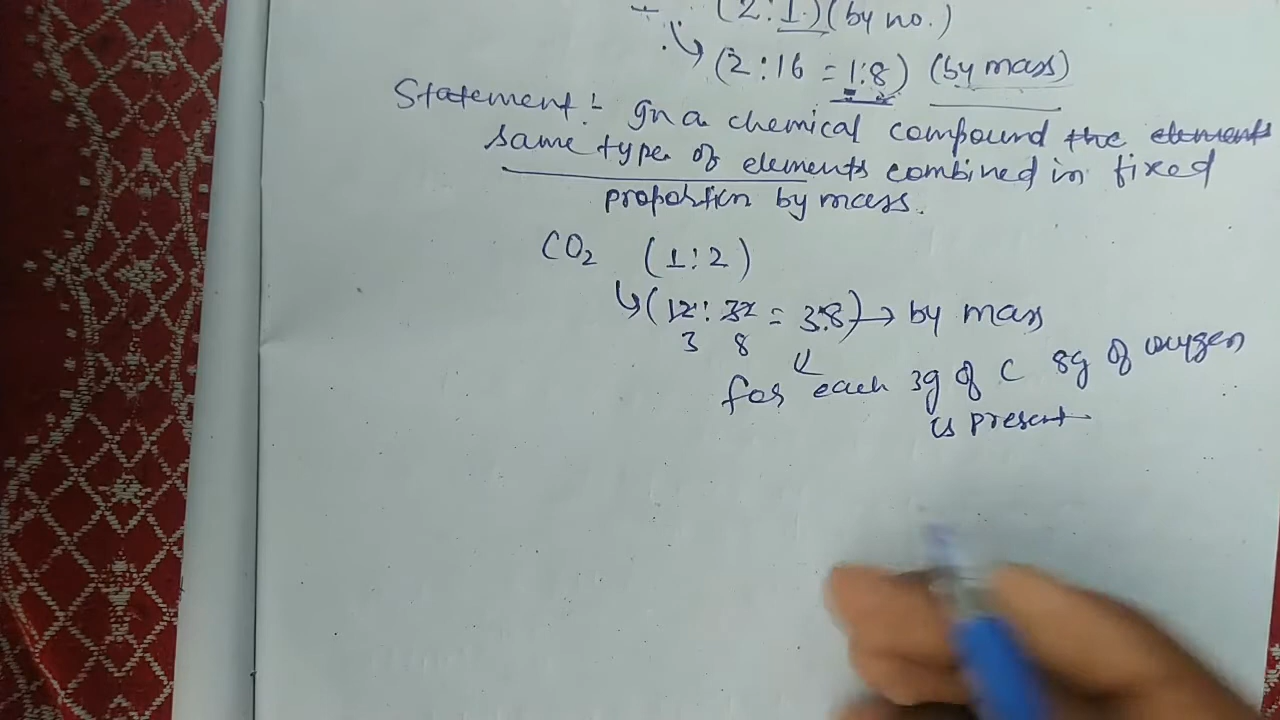 (2:1)(by no.)
(2:16 = 1:8) (by mass)
Statement:- In a chemical compound the elements
same type of elements combined in fixed
proportion by mass.
CO2 (1:2)
(12:32 = 3:8) → by mass
3 8
for each 3g of C 8g of oxygen
is present